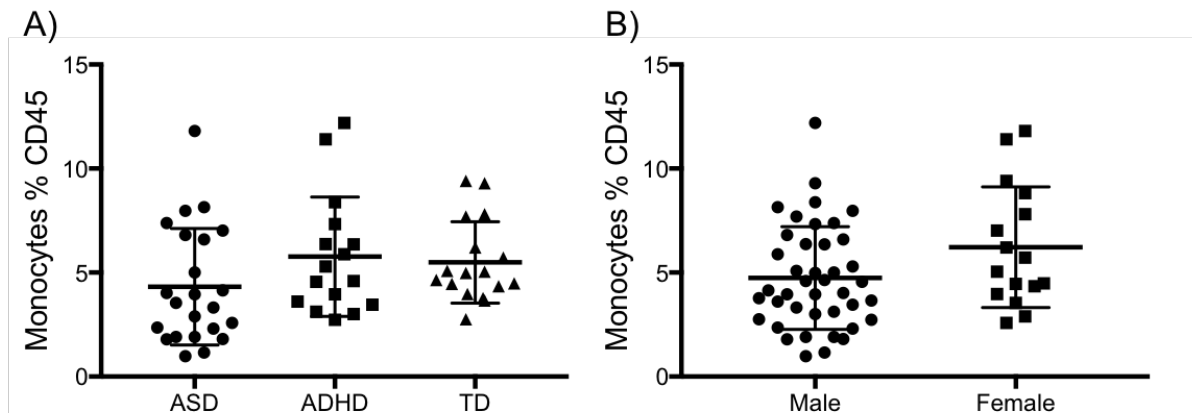 A)
Monocytes % CD45
15
10
5
0
ASD
ADHD
TD
B)
Monocytes % CD45
15
10
5
0
Male
Female